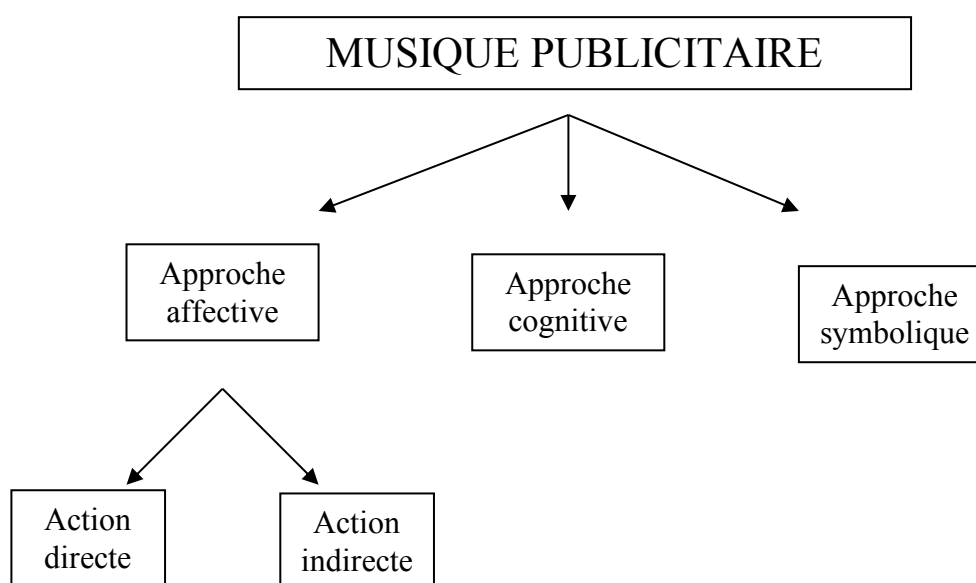 MUSIQUE PUBLICITAIRE
Approche
affective
Approche
cognitive
Approche
symbolique
Action
directe
Action
indirecte